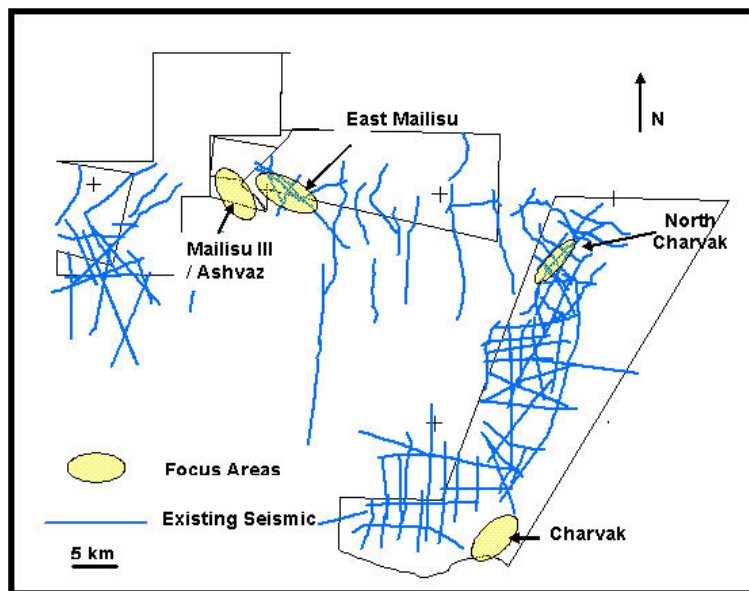 East Mailisu
N
North
Charvak
Mailisu III
/ Ashvaz
Focus Areas
Existing Seismic
5 km
Charvak